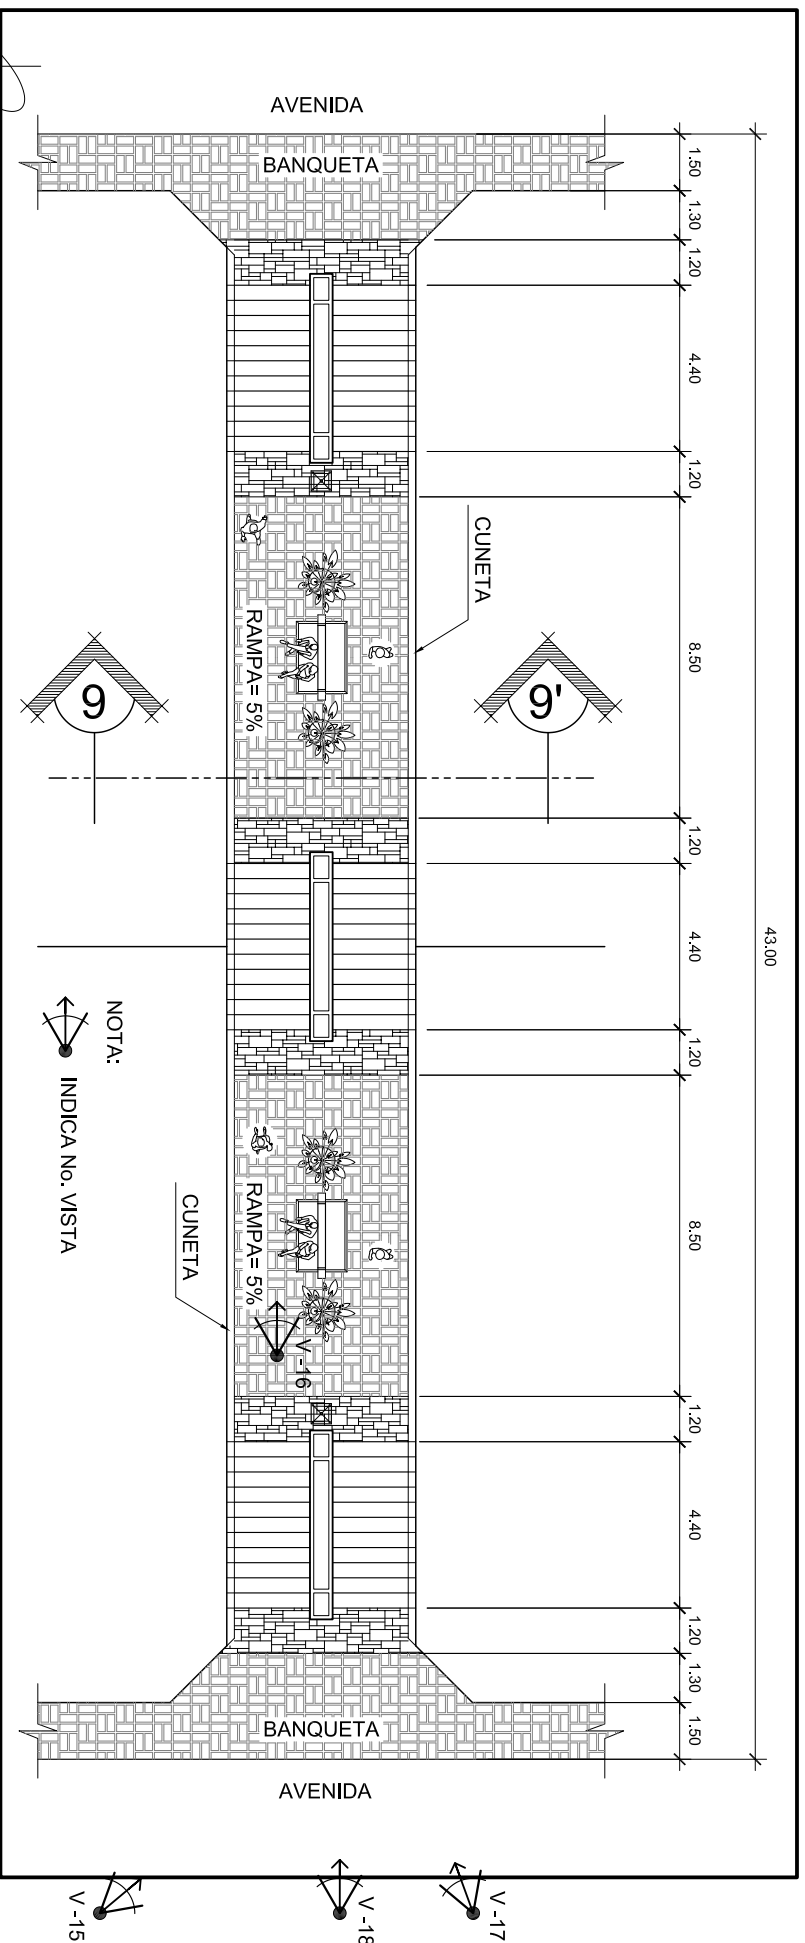 AVENIDA
BANQUETA
1.50
1.30
1.20
4.40
1.20
8.50
1.20
4.40
1.20
8.50
1.20
4.40
1.20
1.30
1.50
43.00
CUNETA
RAMPA= 5%
9
9'
NOTA:
INDICA No. VISTA
RAMPA= 5%
CUNETA
V -16
BANQUETA
AVENIDA
V -15
V -18
V -17